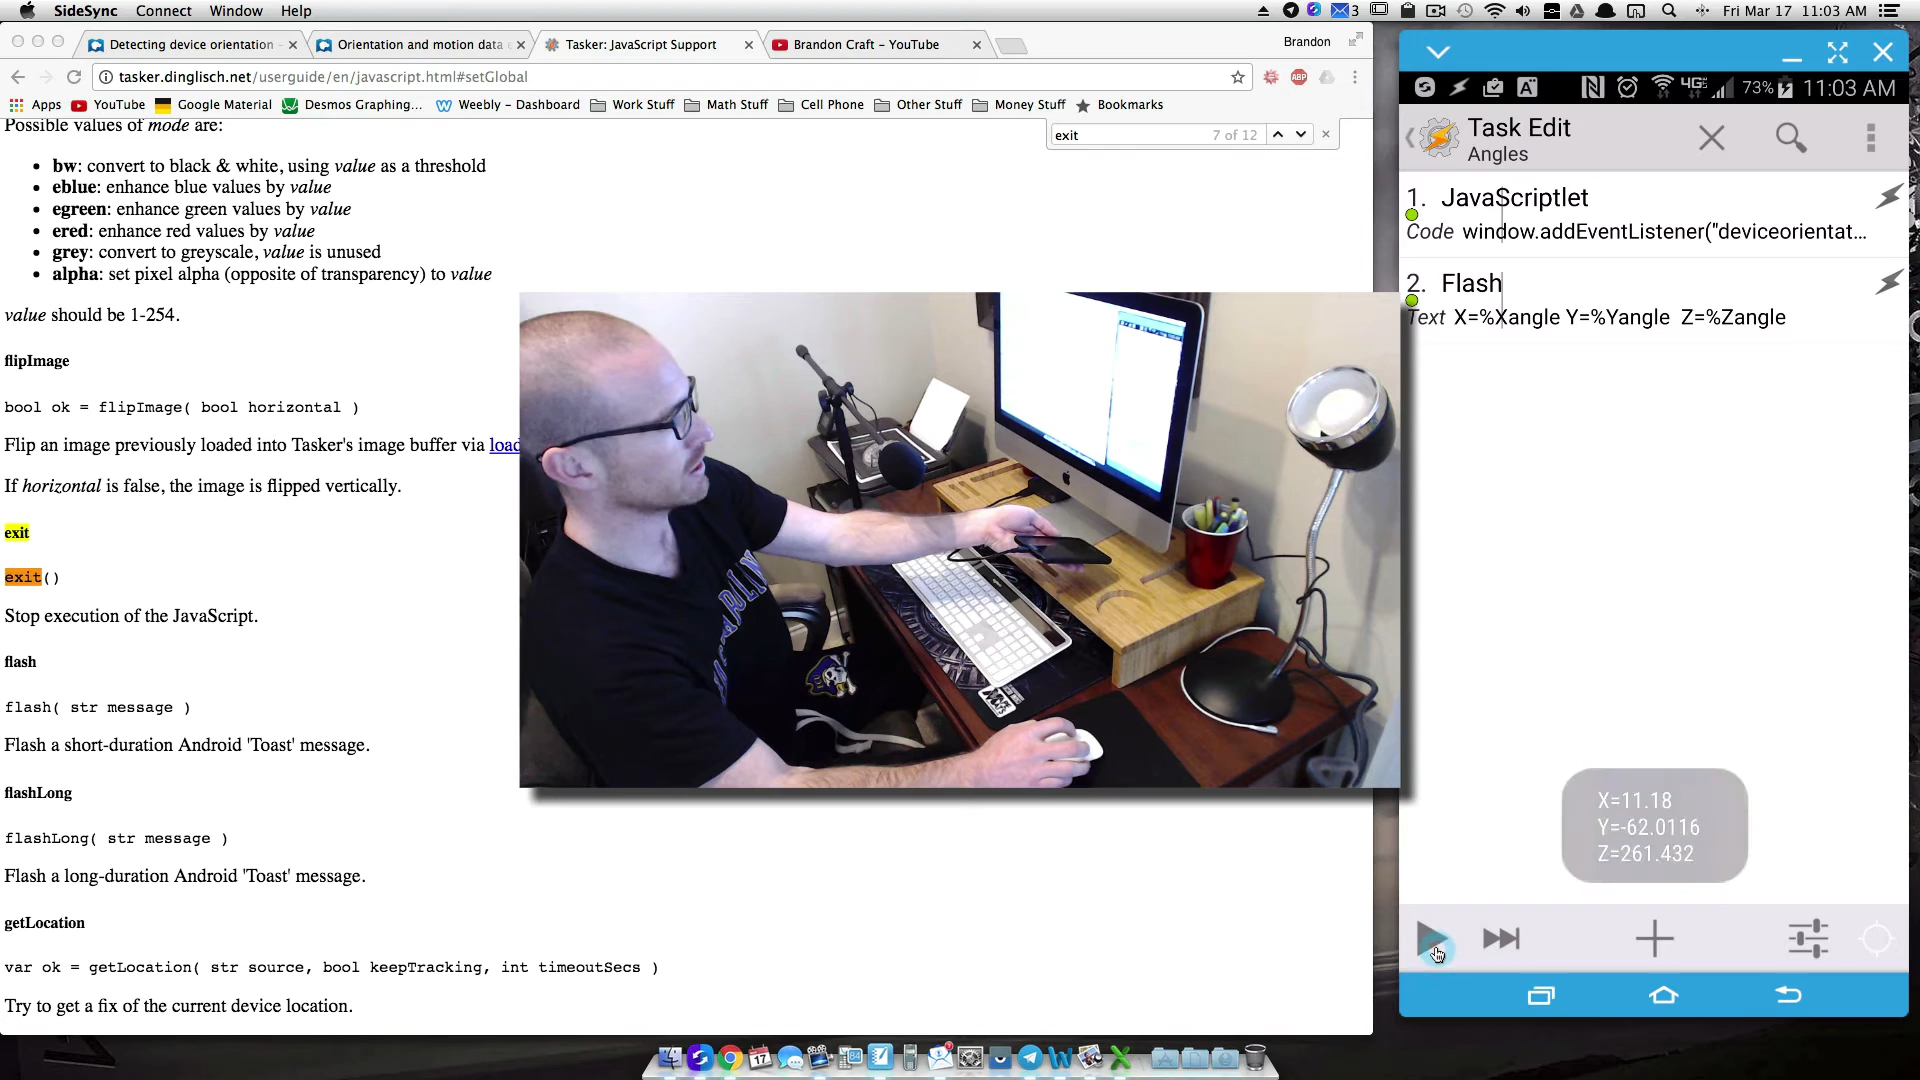 SideSync Connect Window Help
3 Fri Mar 17 11:03 AM
Detecting device orientation -
Orientation and motion data
Tasker: JavaScript Support
Brandon Craft - YouTube
Brandon
tasker.dinglisch.net/userguide/en/javascript.html#setGlobal
ABP
Apps YouTube Google Material Desmos Graphing... Weebly - Dashboard Work Stuff Math Stuff Cell Phone Other Stuff Money Stuff Bookmarks
exit 7 of 12
Possible values of mode are:
bw: convert to black & white, using value as a threshold
eblue: enhance blue values by value
egreen: enhance green values by value
ered: enhance red values by value
grey: convert to greyscale, value is unused
alpha: set pixel alpha (opposite of transparency) to value
value should be 1-254.
flipImage
bool ok = flipImage( bool horizontal )
Flip an image previously loaded into Tasker's image buffer via load
If horizontal is false, the image is flipped vertically.
exit
exit()
Stop execution of the JavaScript.
flash
flash( str message )
Flash a short-duration Android 'Toast' message.
flashLong
flashLong( str message )
Flash a long-duration Android 'Toast' message.
getLocation
var ok = getLocation( str source, bool keepTracking, int timeoutSecs )
Try to get a fix of the current device location.
4G 73% 11:03 AM
Task Edit
Angles
1. JavaScriptlet
Code window.addEventListener("deviceorientat...
2. Flash
Text X=%Xangle Y=%Yangle Z=%Zangle
X=11.18
Y=-62.0116
Z=261.432
17